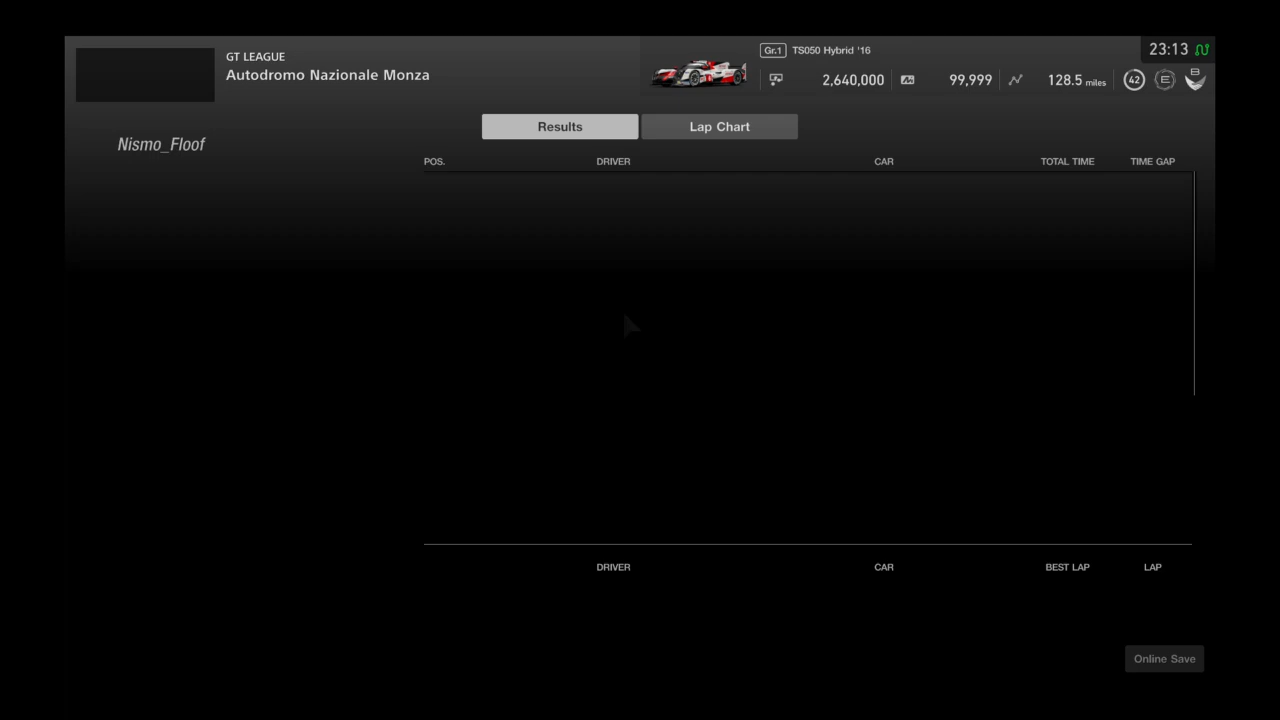 GT LEAGUE
Autodromo Nazionale Monza
Gr.1 TS050 Hybrid '16
23:13
2,640,000 99,999 128.5 miles 42 E B
Nismo_Floof
Results Lap Chart
POS. DRIVER CAR TOTAL TIME TIME GAP
DRIVER CAR BEST LAP LAP
Online Save